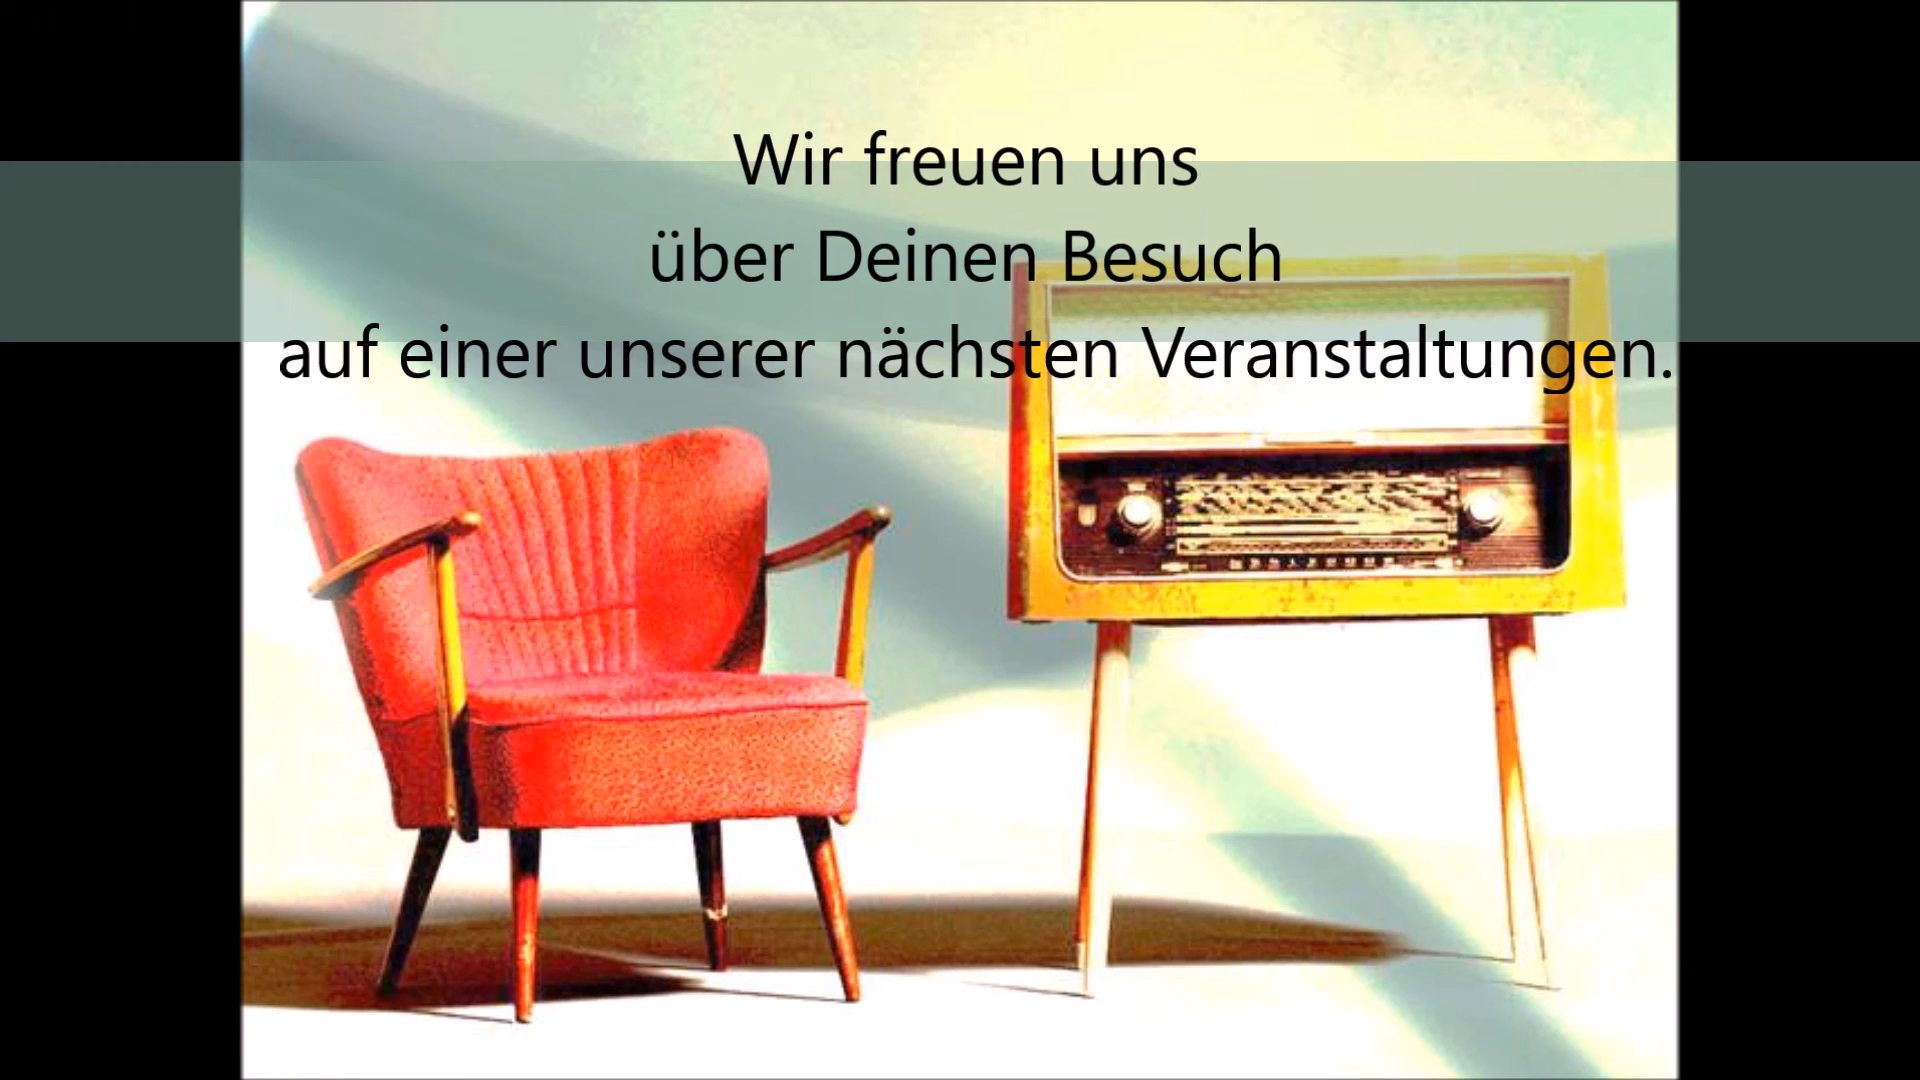 Wir freuen uns
über Deinen Besuch
auf einer unserer nächsten Veranstaltungen.